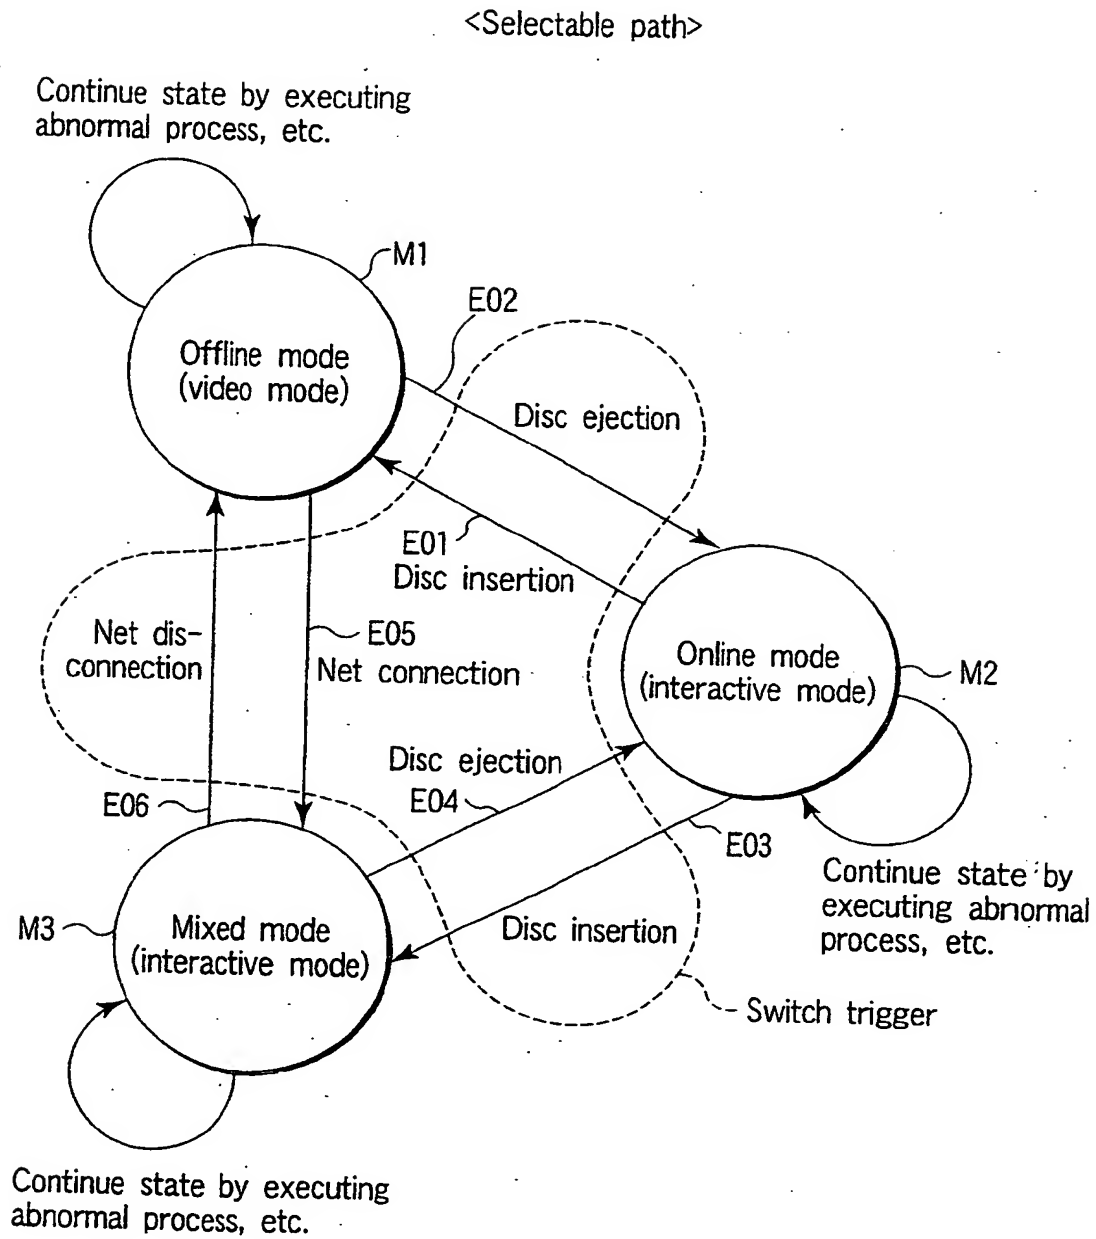 <Selectable path>
Continue state by executing
abnormal process, etc.
M1
E02
Offline mode
(video mode)
Disc ejection
E01
Disc insertion
Net dis-
connection
E05
Net connection
Online mode
(interactive mode)
M2
Disc ejection
E04
E06
E03
Continue state by
executing abnormal
process, etc.
M3
Mixed mode
(interactive mode)
Disc insertion
Switch trigger
Continue state by executing
abnormal process, etc.